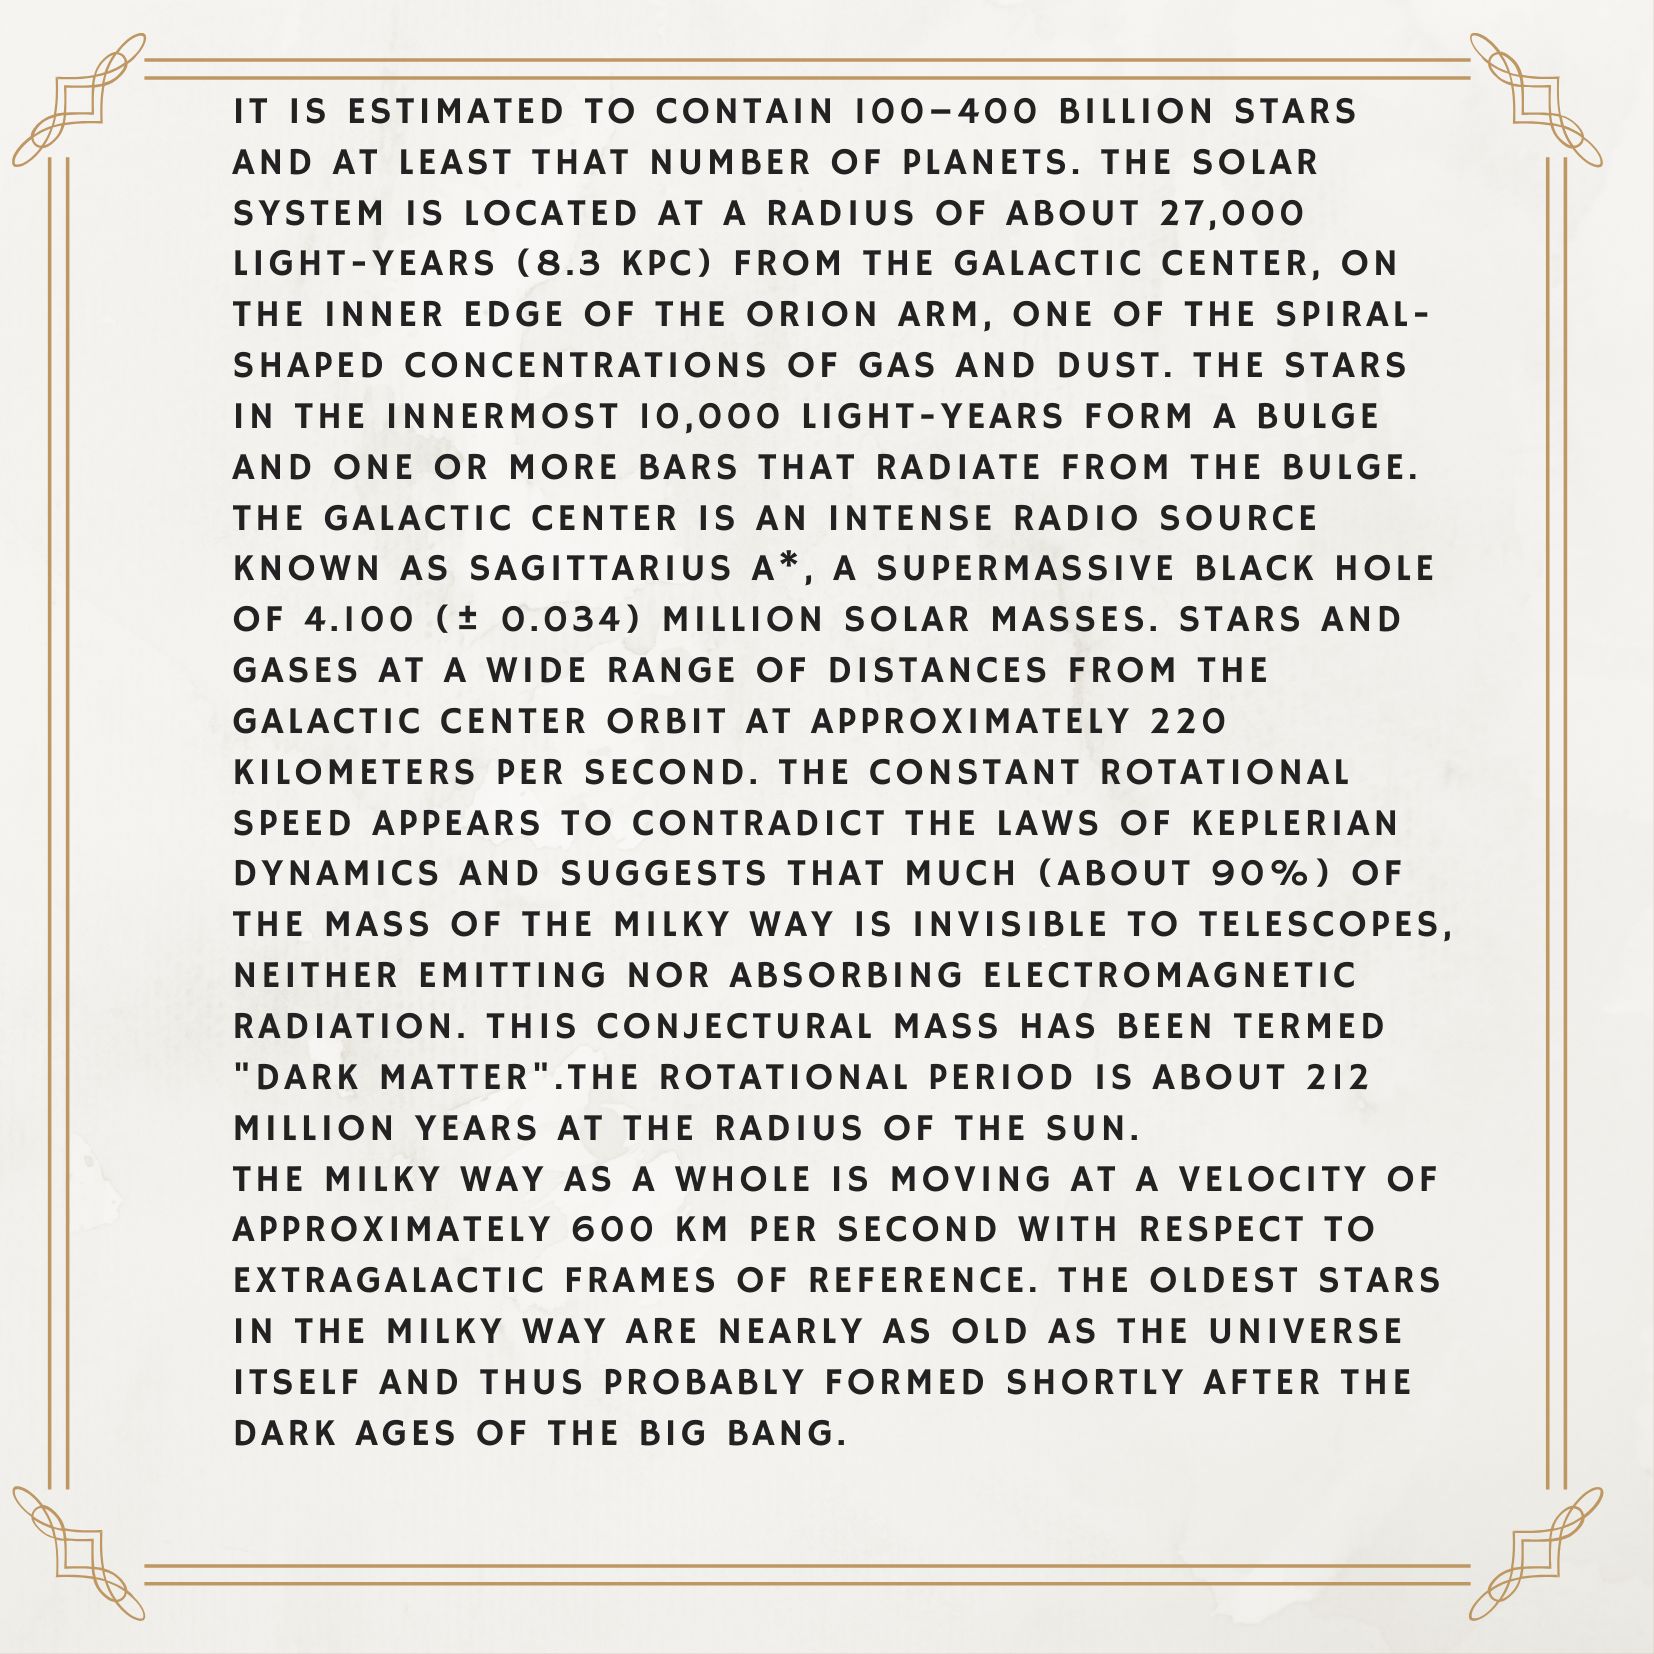 IT IS ESTIMATED TO CONTAIN 100–400 BILLION STARS
AND AT LEAST THAT NUMBER OF PLANETS. THE SOLAR
SYSTEM IS LOCATED AT A RADIUS OF ABOUT 27,000
LIGHT-YEARS (8.3 KPC) FROM THE GALACTIC CENTER, ON
THE INNER EDGE OF THE ORION ARM, ONE OF THE SPIRAL-
SHAPED CONCENTRATIONS OF GAS AND DUST. THE STARS
IN THE INNERMOST 10,000 LIGHT-YEARS FORM A BULGE
AND ONE OR MORE BARS THAT RADIATE FROM THE BULGE.
THE GALACTIC CENTER IS AN INTENSE RADIO SOURCE
KNOWN AS SAGITTARIUS A*, A SUPERMASSIVE BLACK HOLE
OF 4.100 (± 0.034) MILLION SOLAR MASSES. STARS AND
GASES AT A WIDE RANGE OF DISTANCES FROM THE
GALACTIC CENTER ORBIT AT APPROXIMATELY 220
KILOMETERS PER SECOND. THE CONSTANT ROTATIONAL
SPEED APPEARS TO CONTRADICT THE LAWS OF KEPLERIAN
DYNAMICS AND SUGGESTS THAT MUCH (ABOUT 90%) OF
THE MASS OF THE MILKY WAY IS INVISIBLE TO TELESCOPES,
NEITHER EMITTING NOR ABSORBING ELECTROMAGNETIC
RADIATION. THIS CONJECTURAL MASS HAS BEEN TERMED
"DARK MATTER".THE ROTATIONAL PERIOD IS ABOUT 212
MILLION YEARS AT THE RADIUS OF THE SUN.
THE MILKY WAY AS A WHOLE IS MOVING AT A VELOCITY OF
APPROXIMATELY 600 KM PER SECOND WITH RESPECT TO
EXTRAGALACTIC FRAMES OF REFERENCE. THE OLDEST STARS
IN THE MILKY WAY ARE NEARLY AS OLD AS THE UNIVERSE
ITSELF AND THUS PROBABLY FORMED SHORTLY AFTER THE
DARK AGES OF THE BIG BANG.